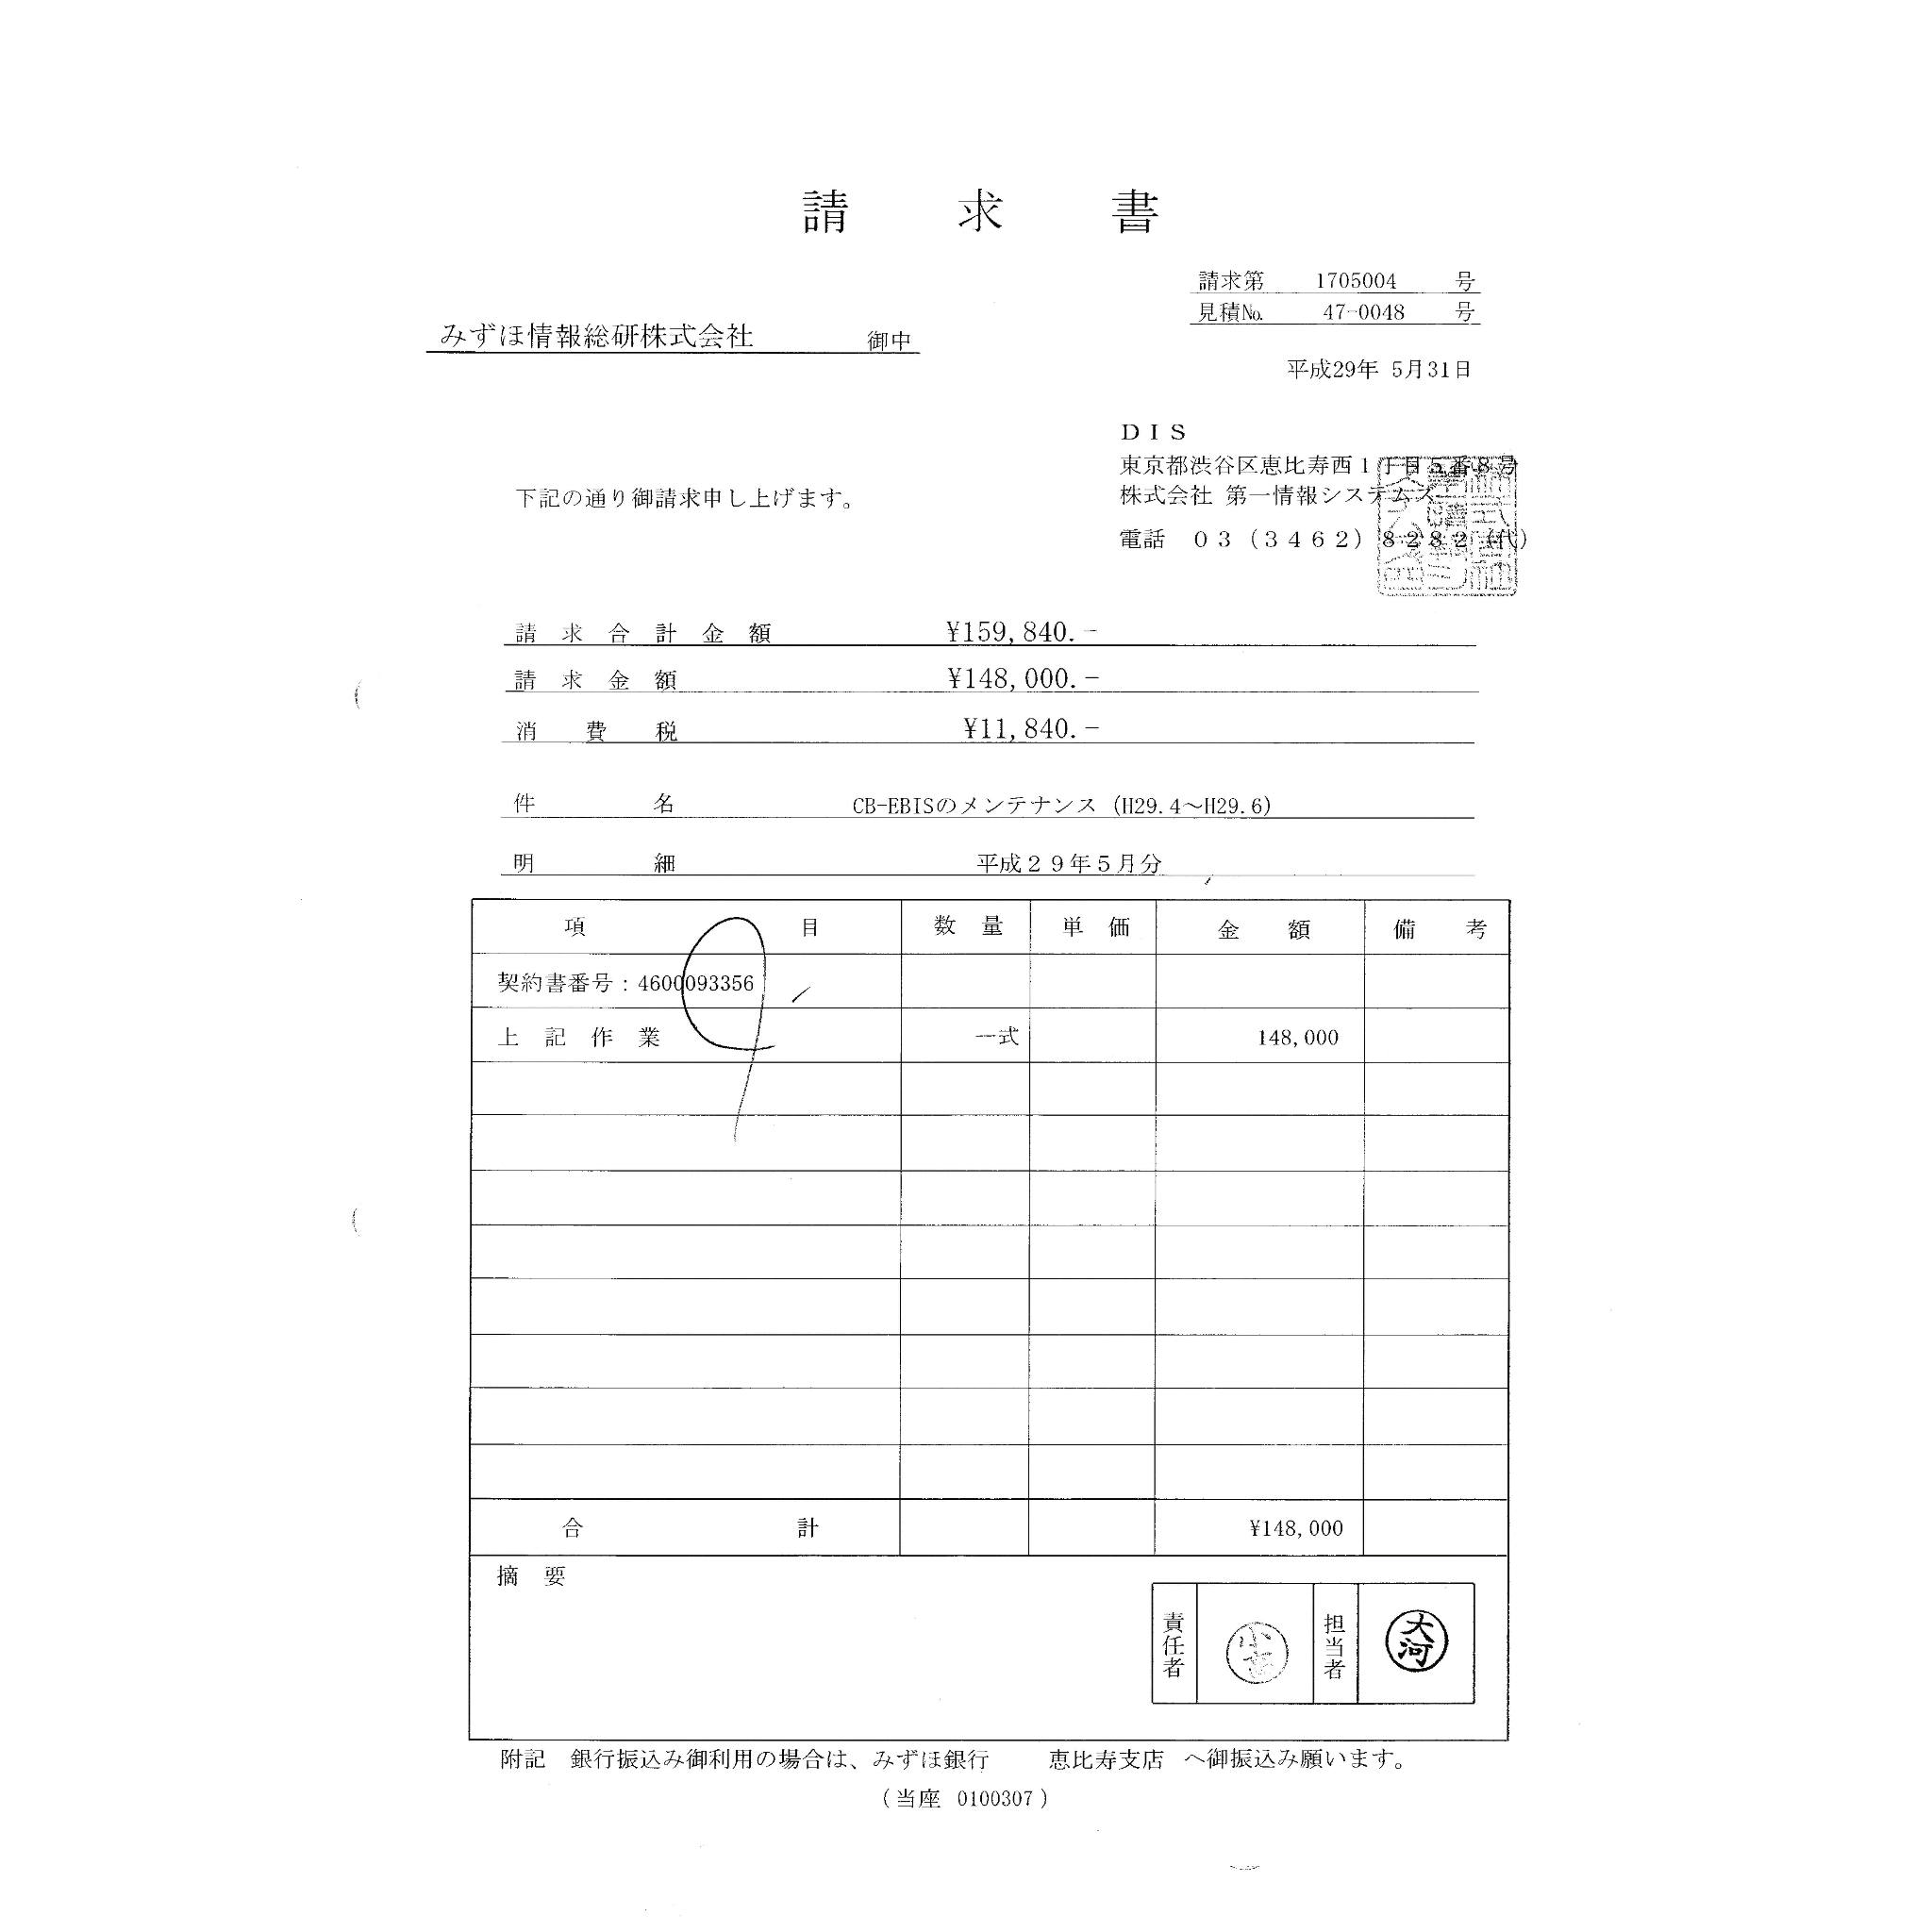 請求書
請求第 1705004 号
見積№ 47-0048 号
みずほ情報総研株式会社 御中
平成29年 5月31日
ＤＩＳ
東京都渋谷区恵比寿西１丁目５番８号
株式会社 第一情報システムズ
下記の通り御請求申し上げます。
電話 ０３（３４６２）８２８２（代）
請求合計金額 ¥159,840.-
請求金額 ¥148,000.-
消費税 ¥11,840.-
件名 CB-EBISのメンテナンス (H29.4～H29.6)
明細 平成２９年５月分
項目 数量 単価 金額 備考
契約書番号：4600093356
上記作業 一式 148,000
合計 ¥148,000
摘要
責任者 担当者 大河
附記 銀行振込み御利用の場合は、みずほ銀行 恵比寿支店 へ御振込み願います。
（当座 0100307）